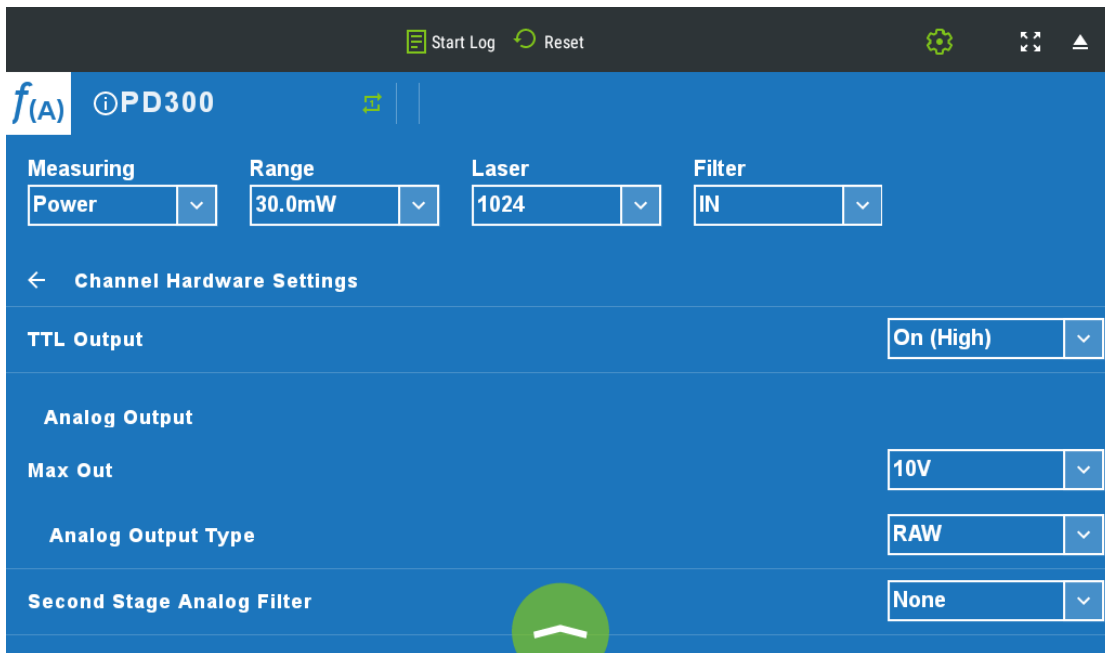 Start Log Reset
f(A) PD300
Measuring Range Laser Filter
Power 30.0mW 1024 IN
Channel Hardware Settings
TTL Output On (High)
Analog Output
Max Out 10V
Analog Output Type RAW
Second Stage Analog Filter None